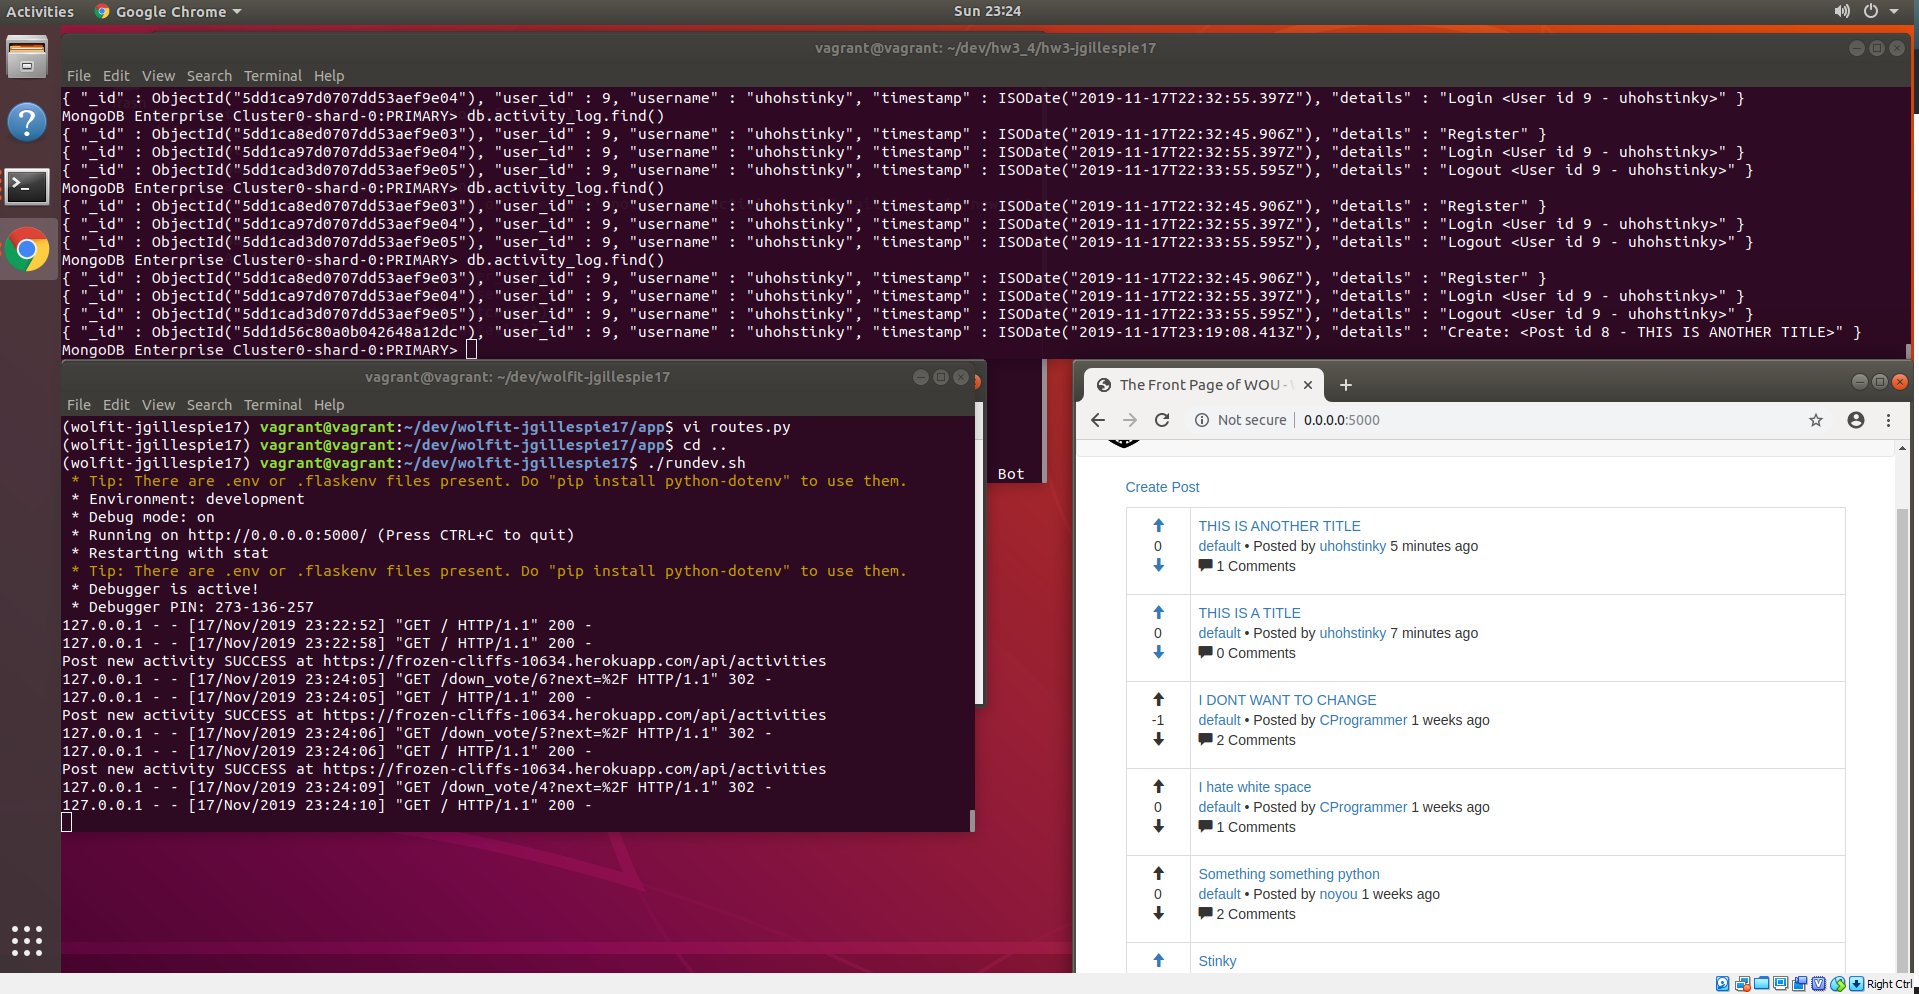 Activities Google Chrome Sun 23:24
vagrant@vagrant: ~/dev/hw3_4/hw3-jgillespie17
File Edit View Search Terminal Help
{ "_id" : ObjectId("5dd1ca97d0707dd53aef9e04"), "user_id" : 9, "username" : "uhohstinky", "timestamp" : ISODate("2019-11-17T22:32:55.397Z"), "details" : "Login <User id 9 - uhohstinky>" }
MongoDB Enterprise Cluster0-shard-0:PRIMARY> db.activity_log.find()
{ "_id" : ObjectId("5dd1ca8ed0707dd53aef9e03"), "user_id" : 9, "username" : "uhohstinky", "timestamp" : ISODate("2019-11-17T22:32:45.906Z"), "details" : "Register" }
{ "_id" : ObjectId("5dd1ca97d0707dd53aef9e04"), "user_id" : 9, "username" : "uhohstinky", "timestamp" : ISODate("2019-11-17T22:32:55.397Z"), "details" : "Login <User id 9 - uhohstinky>" }
{ "_id" : ObjectId("5dd1cad3d0707dd53aef9e05"), "user_id" : 9, "username" : "uhohstinky", "timestamp" : ISODate("2019-11-17T22:33:55.595Z"), "details" : "Logout <User id 9 - uhohstinky>" }
MongoDB Enterprise Cluster0-shard-0:PRIMARY> db.activity_log.find()
{ "_id" : ObjectId("5dd1ca8ed0707dd53aef9e03"), "user_id" : 9, "username" : "uhohstinky", "timestamp" : ISODate("2019-11-17T22:32:45.906Z"), "details" : "Register" }
{ "_id" : ObjectId("5dd1ca97d0707dd53aef9e04"), "user_id" : 9, "username" : "uhohstinky", "timestamp" : ISODate("2019-11-17T22:32:55.397Z"), "details" : "Login <User id 9 - uhohstinky>" }
{ "_id" : ObjectId("5dd1cad3d0707dd53aef9e05"), "user_id" : 9, "username" : "uhohstinky", "timestamp" : ISODate("2019-11-17T22:33:55.595Z"), "details" : "Logout <User id 9 - uhohstinky>" }
MongoDB Enterprise Cluster0-shard-0:PRIMARY> db.activity_log.find()
{ "_id" : ObjectId("5dd1ca8ed0707dd53aef9e03"), "user_id" : 9, "username" : "uhohstinky", "timestamp" : ISODate("2019-11-17T22:32:45.906Z"), "details" : "Register" }
{ "_id" : ObjectId("5dd1ca97d0707dd53aef9e04"), "user_id" : 9, "username" : "uhohstinky", "timestamp" : ISODate("2019-11-17T22:32:55.397Z"), "details" : "Login <User id 9 - uhohstinky>" }
{ "_id" : ObjectId("5dd1cad3d0707dd53aef9e05"), "user_id" : 9, "username" : "uhohstinky", "timestamp" : ISODate("2019-11-17T22:33:55.595Z"), "details" : "Logout <User id 9 - uhohstinky>" }
{ "_id" : ObjectId("5dd1d56c80a0b042648a12dc"), "user_id" : 9, "username" : "uhohstinky", "timestamp" : ISODate("2019-11-17T23:19:08.413Z"), "details" : "Create: <Post id 8 - THIS IS ANOTHER TITLE>" }
MongoDB Enterprise Cluster0-shard-0:PRIMARY>
vagrant@vagrant: ~/dev/wolfit-jgillespie17
File Edit View Search Terminal Help
(wolfit-jgillespie17) vagrant@vagrant:~/dev/wolfit-jgillespie17/app$ vi routes.py
(wolfit-jgillespie17) vagrant@vagrant:~/dev/wolfit-jgillespie17/app$ cd ..
(wolfit-jgillespie17) vagrant@vagrant:~/dev/wolfit-jgillespie17$ ./rundev.sh
* Tip: There are .env or .flaskenv files present. Do "pip install python-dotenv" to use them.
* Environment: development
* Debug mode: on
* Running on http://0.0.0.0:5000/ (Press CTRL+C to quit)
* Restarting with stat
* Tip: There are .env or .flaskenv files present. Do "pip install python-dotenv" to use them.
* Debugger is active!
* Debugger PIN: 273-136-257
127.0.0.1 - - [17/Nov/2019 23:22:52] "GET / HTTP/1.1" 200 -
127.0.0.1 - - [17/Nov/2019 23:22:58] "GET / HTTP/1.1" 200 -
Post new activity SUCCESS at https://frozen-cliffs-10634.herokuapp.com/api/activities
127.0.0.1 - - [17/Nov/2019 23:24:05] "GET /down_vote/6?next=%2F HTTP/1.1" 302 -
127.0.0.1 - - [17/Nov/2019 23:24:05] "GET / HTTP/1.1" 200 -
Post new activity SUCCESS at https://frozen-cliffs-10634.herokuapp.com/api/activities
127.0.0.1 - - [17/Nov/2019 23:24:06] "GET /down_vote/5?next=%2F HTTP/1.1" 302 -
127.0.0.1 - - [17/Nov/2019 23:24:06] "GET / HTTP/1.1" 200 -
Post new activity SUCCESS at https://frozen-cliffs-10634.herokuapp.com/api/activities
127.0.0.1 - - [17/Nov/2019 23:24:09] "GET /down_vote/4?next=%2F HTTP/1.1" 302 -
127.0.0.1 - - [17/Nov/2019 23:24:10] "GET / HTTP/1.1" 200 -
Bot
The Front Page of WOU -
Not secure 0.0.0.0:5000
Create Post
THIS IS ANOTHER TITLE
0 default • Posted by uhohstinky 5 minutes ago
1 Comments
THIS IS A TITLE
0 default • Posted by uhohstinky 7 minutes ago
0 Comments
I DONT WANT TO CHANGE
-1 default • Posted by CProgrammer 1 weeks ago
2 Comments
I hate white space
0 default • Posted by CProgrammer 1 weeks ago
1 Comments
Something something python
0 default • Posted by noyou 1 weeks ago
2 Comments
Stinky
Right Ctrl